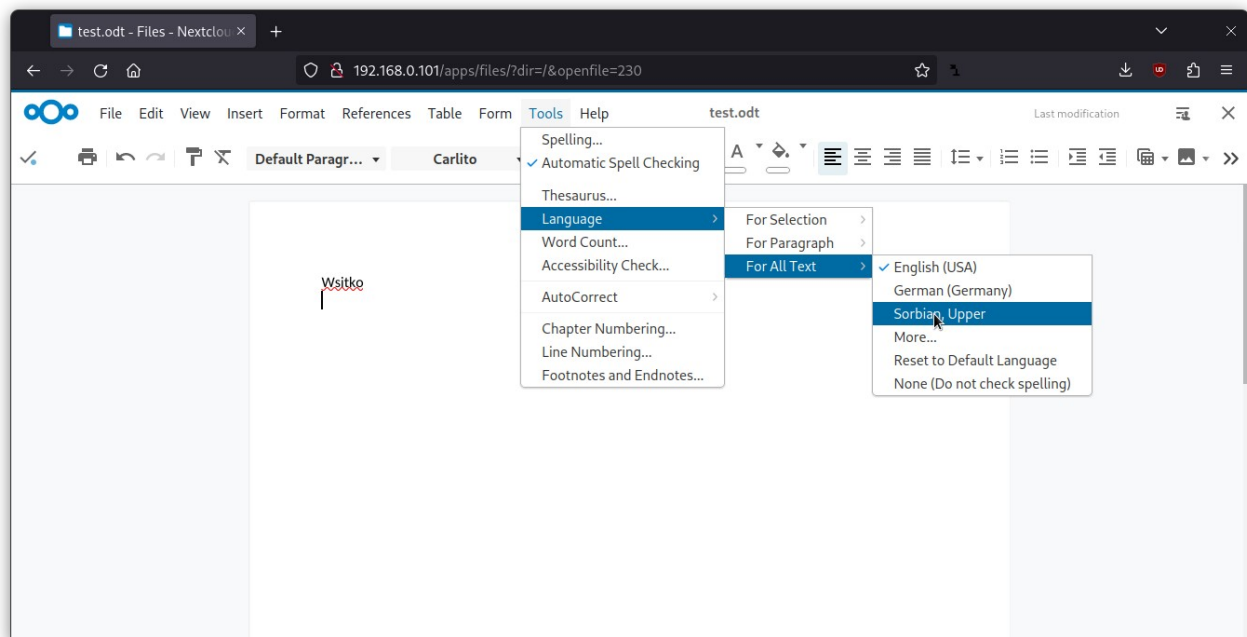 test.odt - Files - Nextclou
192.168.0.101/apps/files/?dir=/&openfile=230
File Edit View Insert Format References Table Form Tools Help test.odt Last modification
Default Paragr... Carlito A
Spelling...
Automatic Spell Checking
Thesaurus...
Language
Word Count...
Accessibility Check...
AutoCorrect
Chapter Numbering...
Line Numbering...
Footnotes and Endnotes...
For Selection
For Paragraph
For All Text
English (USA)
German (Germany)
Sorbian, Upper
More...
Reset to Default Language
None (Do not check spelling)
Wsitko